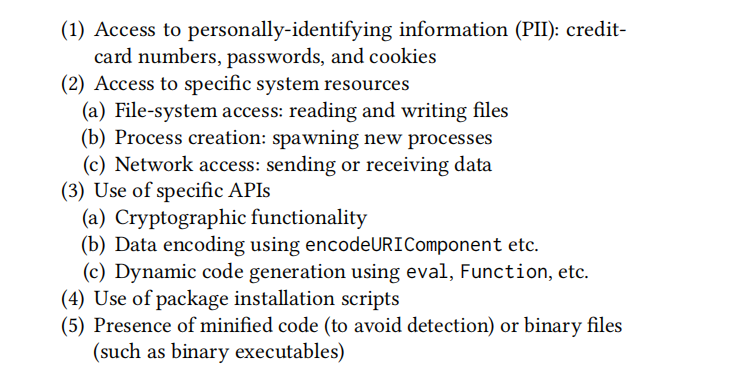 (1) Access to personally-identifying information (PII): credit-
card numbers, passwords, and cookies
(2) Access to specific system resources
(a) File-system access: reading and writing files
(b) Process creation: spawning new processes
(c) Network access: sending or receiving data
(3) Use of specific APIs
(a) Cryptographic functionality
(b) Data encoding using encodeURIComponent etc.
(c) Dynamic code generation using eval, Function, etc.
(4) Use of package installation scripts
(5) Presence of minified code (to avoid detection) or binary files
(such as binary executables)